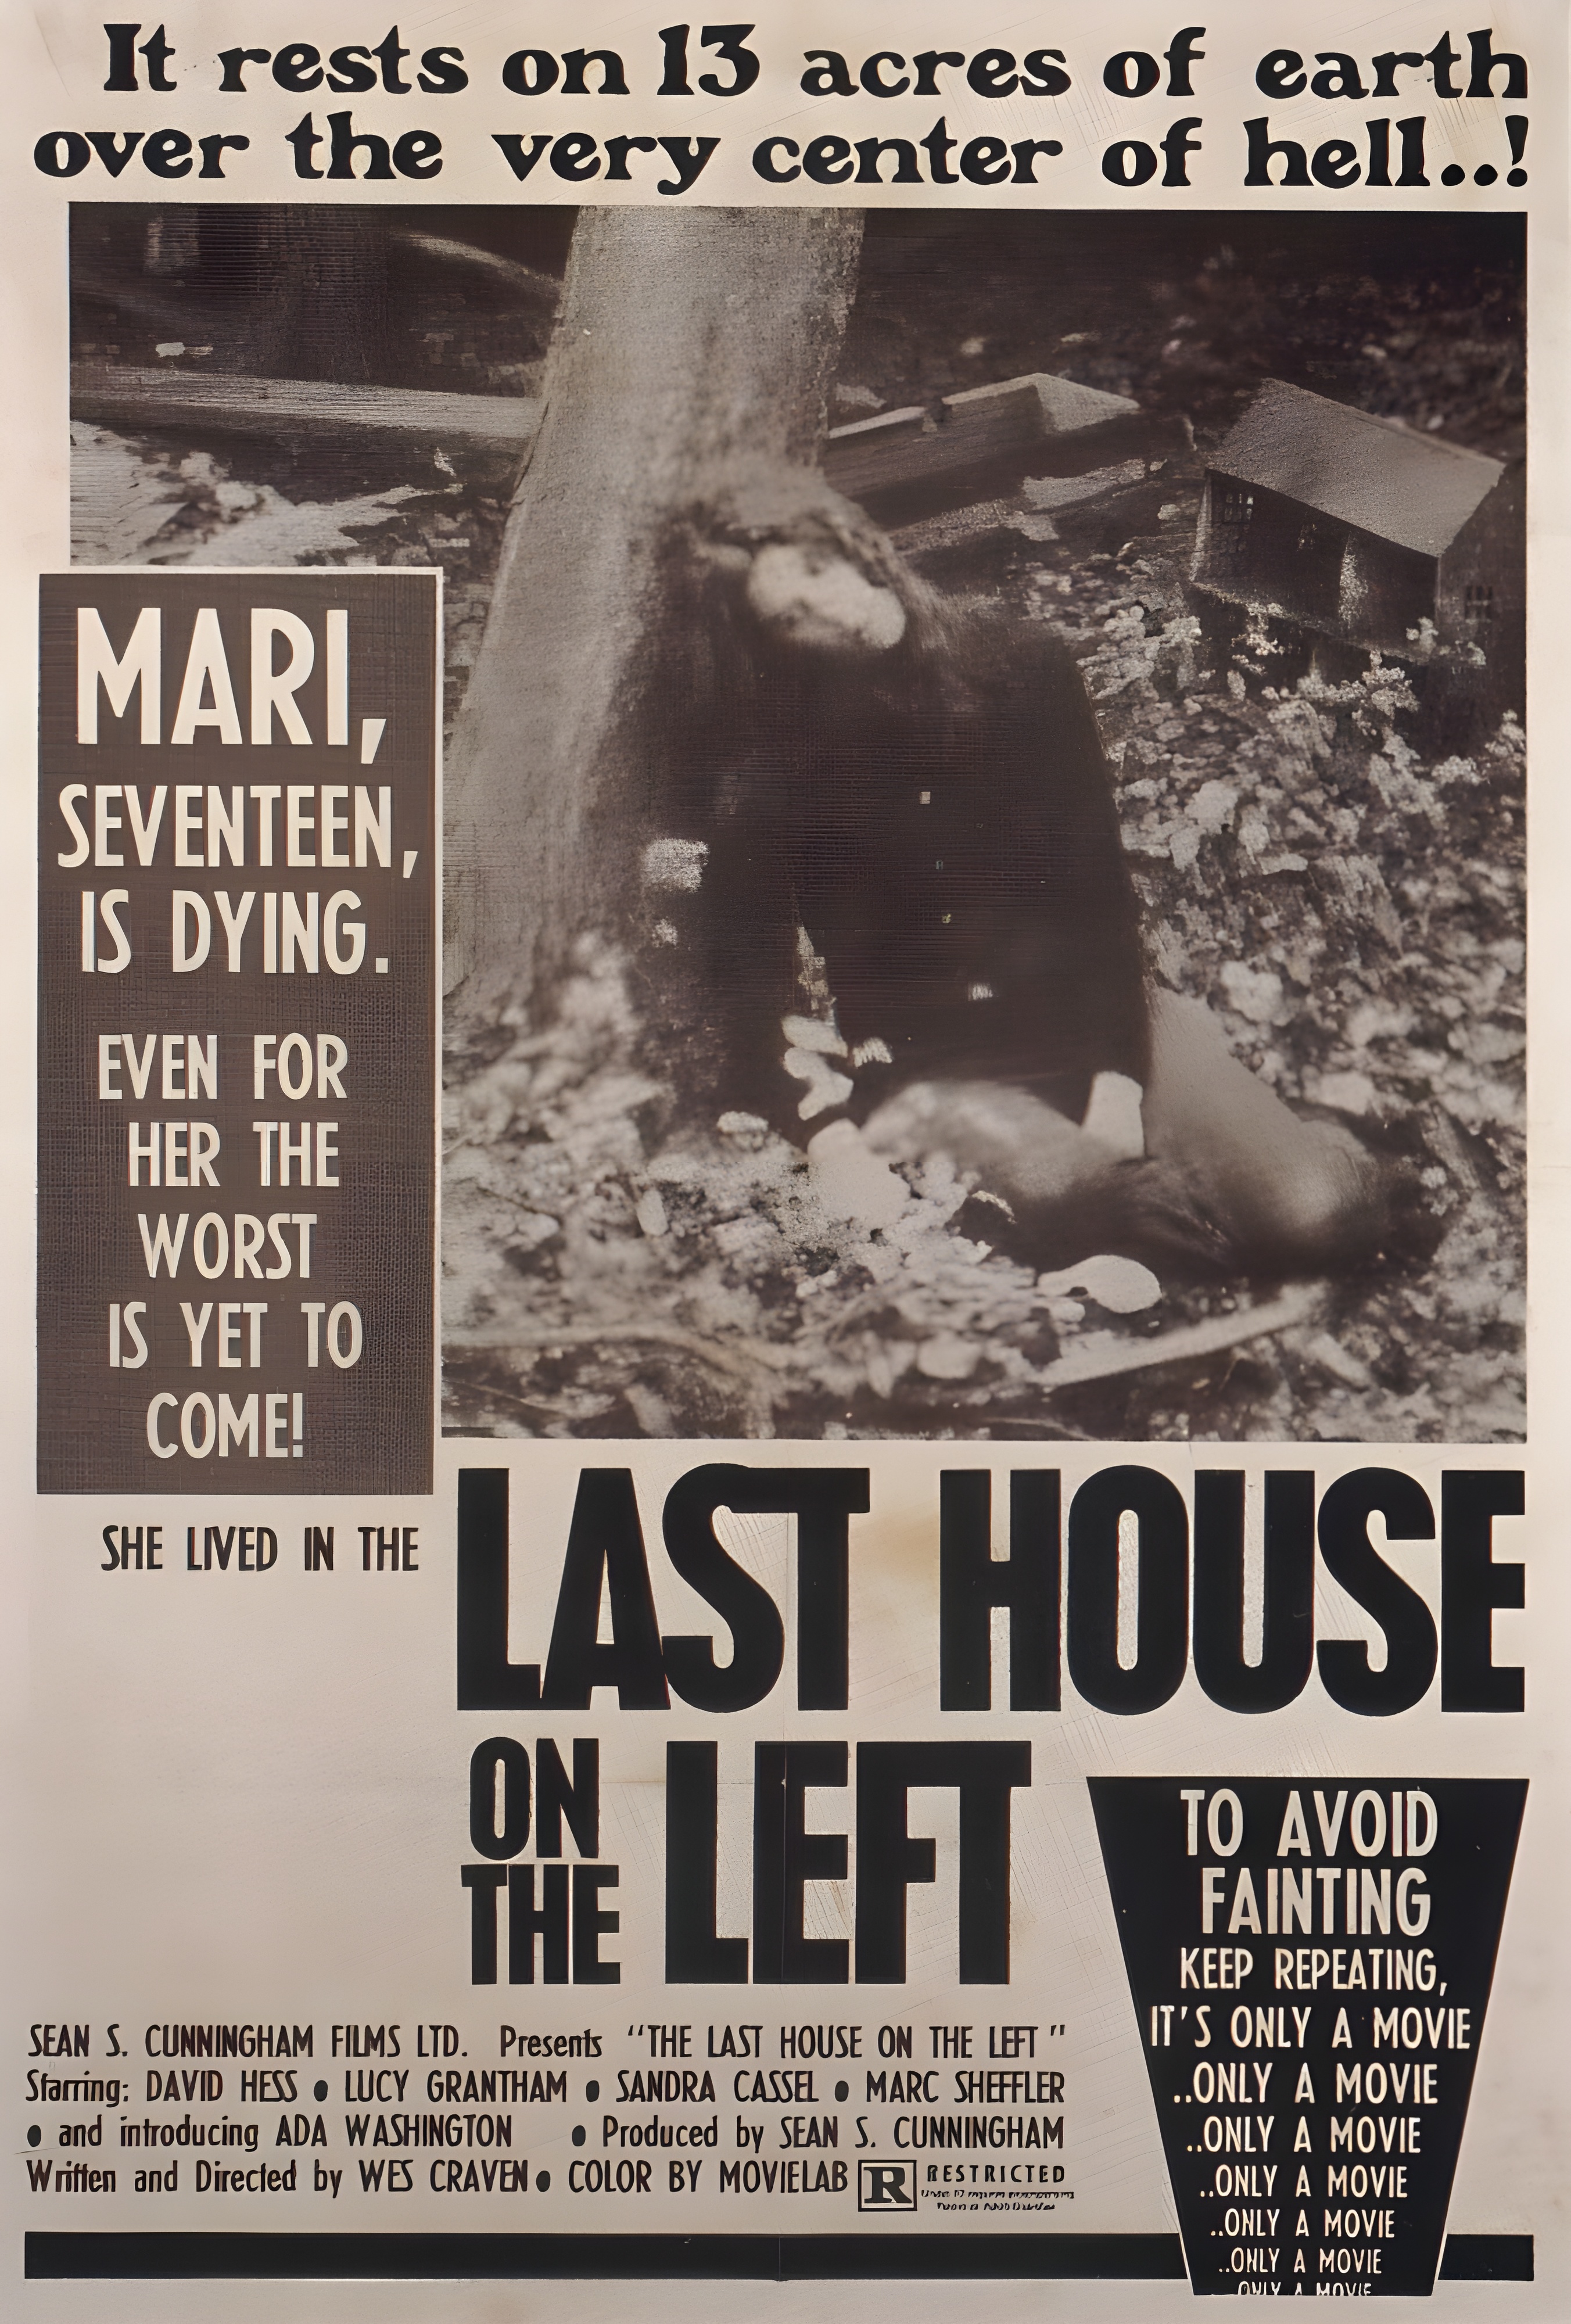 It rests on 13 acres of earth
over the very center of hell..!
MARI,
SEVENTEEN,
IS DYING.
EVEN FOR
HER THE
WORST
IS YET TO
COME!
SHE LIVED IN THE
LAST HOUSE
ON
THE
LEFT
TO AVOID
FAINTING
KEEP REPEATING,
IT'S ONLY A MOVIE
..ONLY A MOVIE
..ONLY A MOVIE
..ONLY A MOVIE
..ONLY A MOVIE
..ONLY A MOVIE
ONLY A MOVIE
SEAN S. CUNNINGHAM FILMS LTD. Presents "THE LAST HOUSE ON THE LEFT"
Starring: DAVID HESS • LUCY GRANTHAM • SANDRA CASSEL • MARC SHEFFLER
• and introducing ADA WASHINGTON • Produced by SEAN S. CUNNINGHAM
Written and Directed by WES CRAVEN • COLOR BY MOVIELAB R RESTRICTED